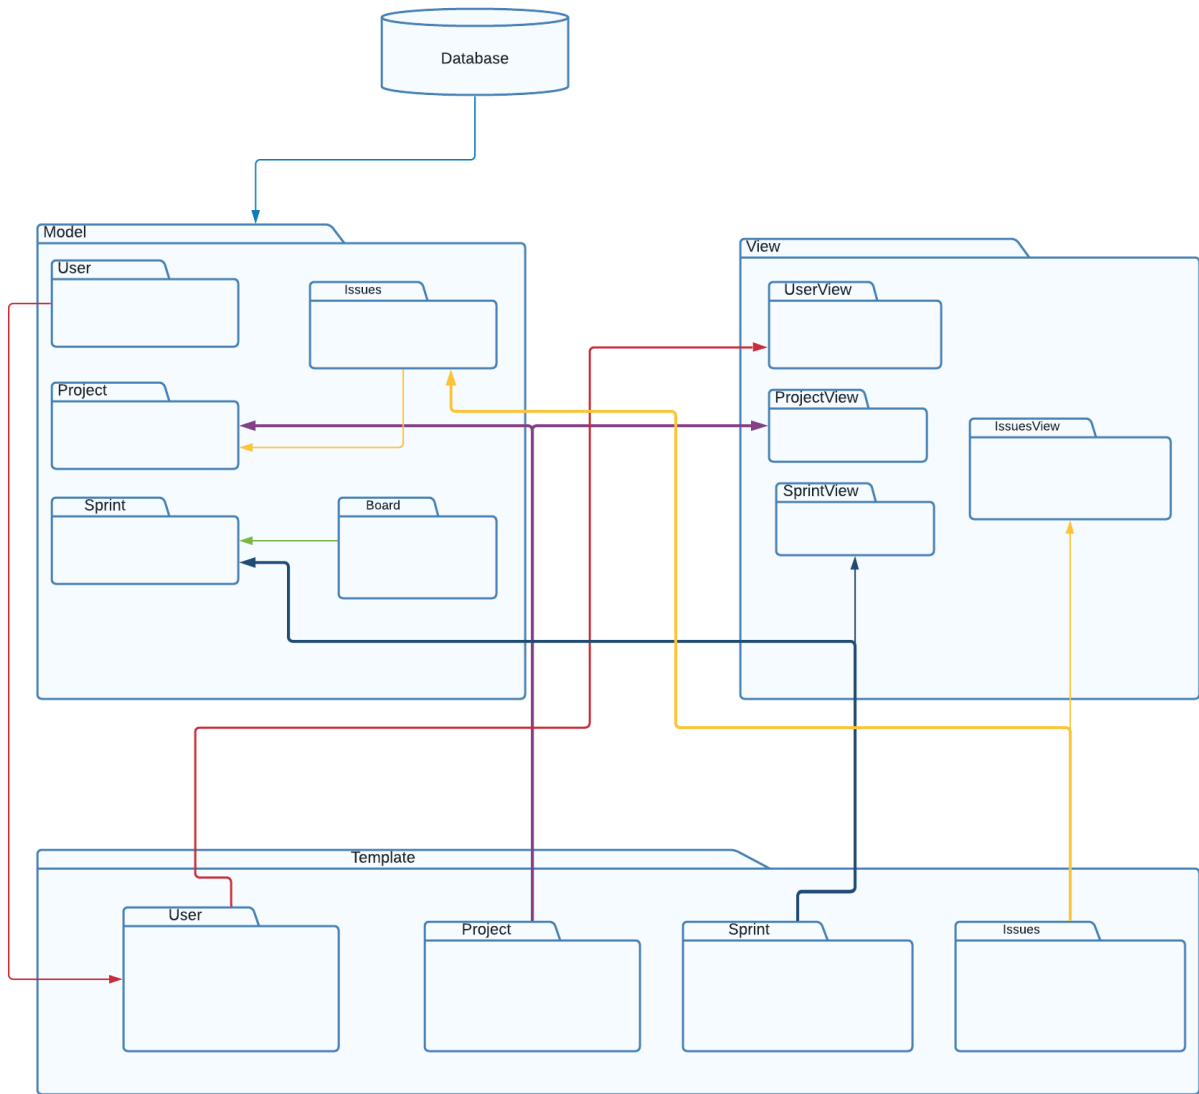 Database
Model
User
Issues
Project
Sprint
Board
View
UserView
ProjectView
IssuesView
SprintView
Template
User
Project
Sprint
Issues